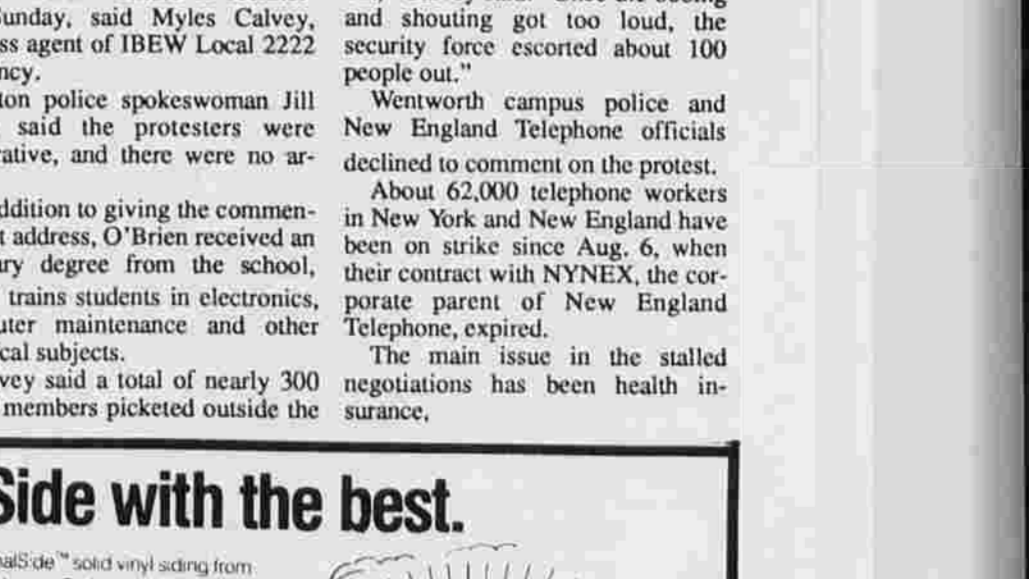 Sunday, said Myles Calvey,
ss agent of IBEW Local 2222
ncy.
ton police spokeswoman Jill
said the protesters were
rative, and there were no ar-
ddition to giving the commen-
t address, O'Brien received an
ary degree from the school,
trains students in electronics,
uter maintenance and other
cal subjects.
vey said a total of nearly 300
members picketed outside the
and shouting got too loud, the
security force escorted about 100
people out."
Wentworth campus police and
New England Telephone officials
declined to comment on the protest.
About 62,000 telephone workers
in New York and New England have
been on strike since Aug. 6, when
their contract with NYNEX, the cor-
porate parent of New England
Telephone, expired.
The main issue in the stalled
negotiations has been health in-
surance,
Side with the best.
alSide™ solid vinyl siding from